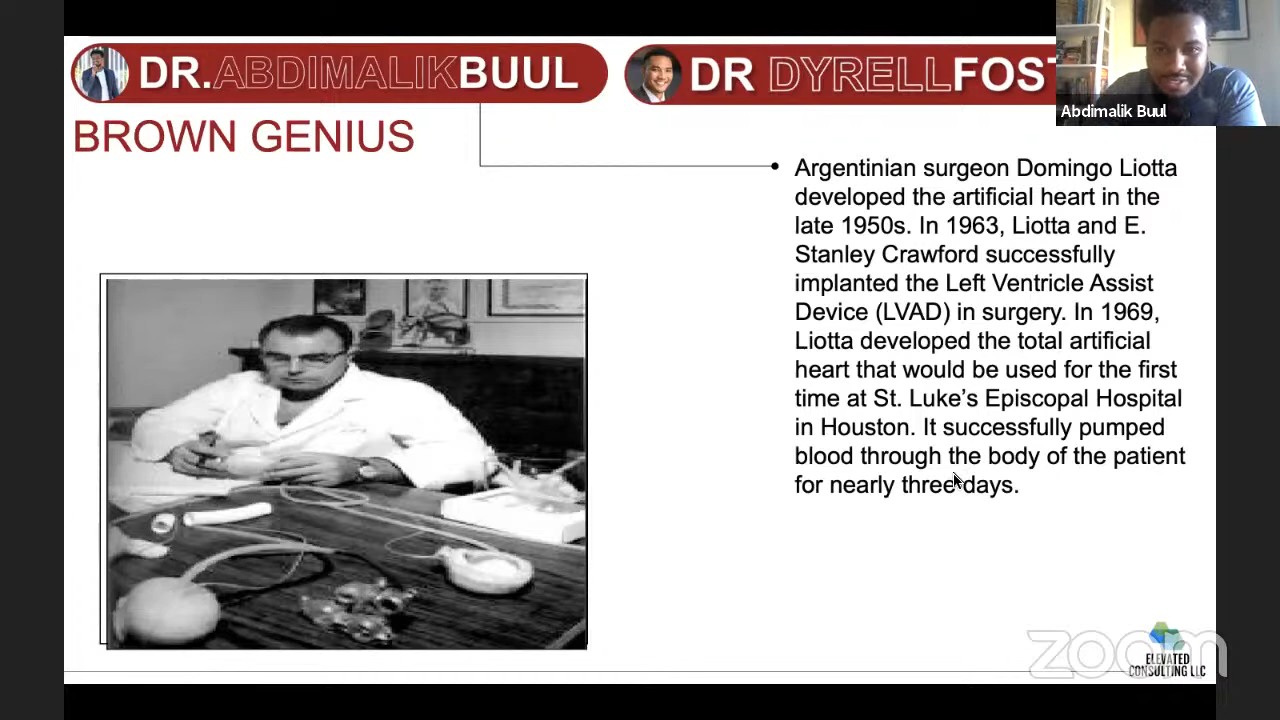 DR.ABDIMALIKBUUL
DR DYRELLFOST
Abdimalik Buul
BROWN GENIUS
• Argentinian surgeon Domingo Liotta
developed the artificial heart in the
late 1950s. In 1963, Liotta and E.
Stanley Crawford successfully
implanted the Left Ventricle Assist
Device (LVAD) in surgery. In 1969,
Liotta developed the total artificial
heart that would be used for the first
time at St. Luke’s Episcopal Hospital
in Houston. It successfully pumped
blood through the body of the patient
for nearly three days.
zoom
ELEVATED
CONSULTING LLC